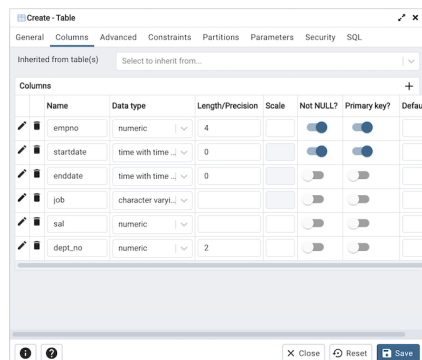 Create - Table
General Columns Advanced Constraints Partitions Parameters Security SQL
Inherited from table(s) Select to inherit from...
Columns
Name Data type Length/Precision Scale Not NULL? Primary key? Defau
empno numeric 4
startdate time with time ... 0
enddate time with time ... 0
job character varyi...
sal numeric
dept_no numeric 2
Close Reset Save